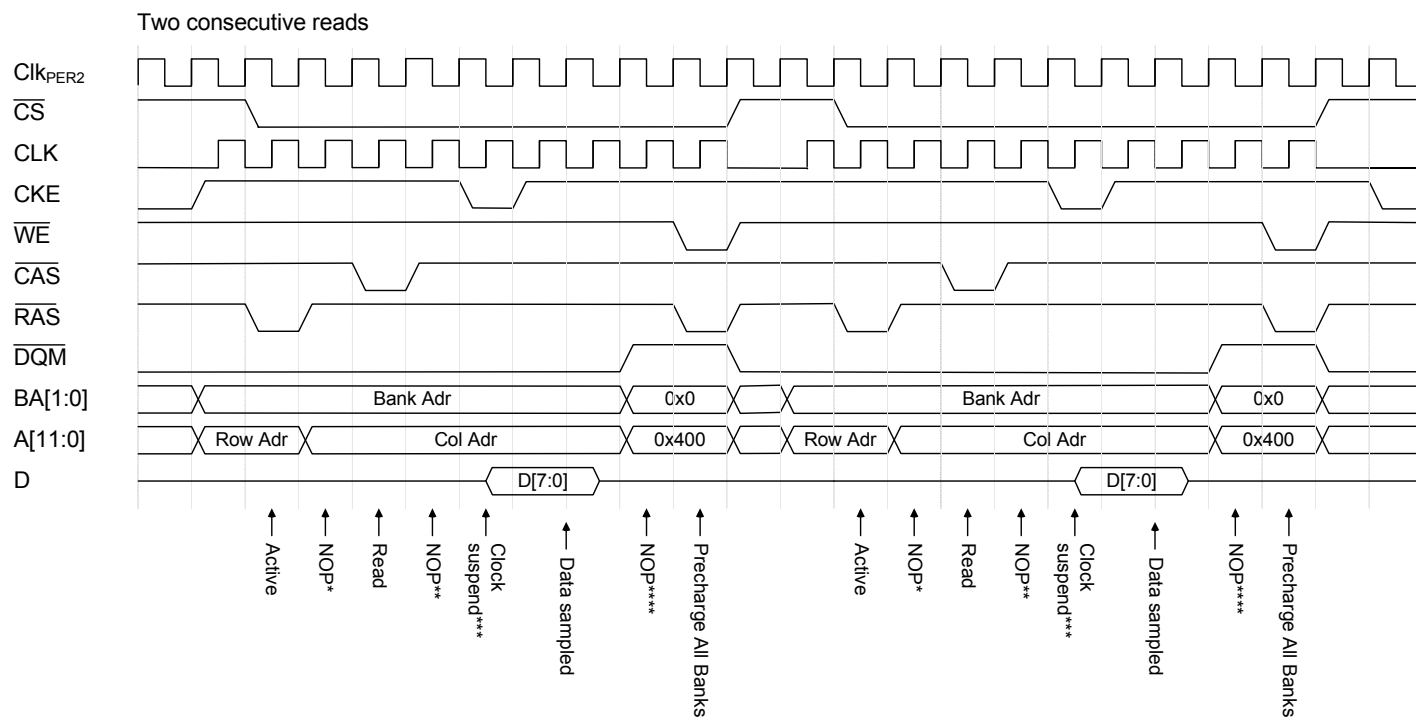 Two consecutive reads
Clk_PER2
CS
CLK
CKE
WE
CAS
RAS
DQM
BA[1:0] Bank Adr 0x0 Bank Adr 0x0
A[11:0] Row Adr Col Adr 0x400 Row Adr Col Adr 0x400
D D[7:0] D[7:0]
Active
NOP*
Read
NOP**
Clock
suspend***
Data sampled
NOP****
Precharge All Banks
Active
NOP*
Read
NOP**
Clock
suspend***
Data sampled
NOP****
Precharge All Banks